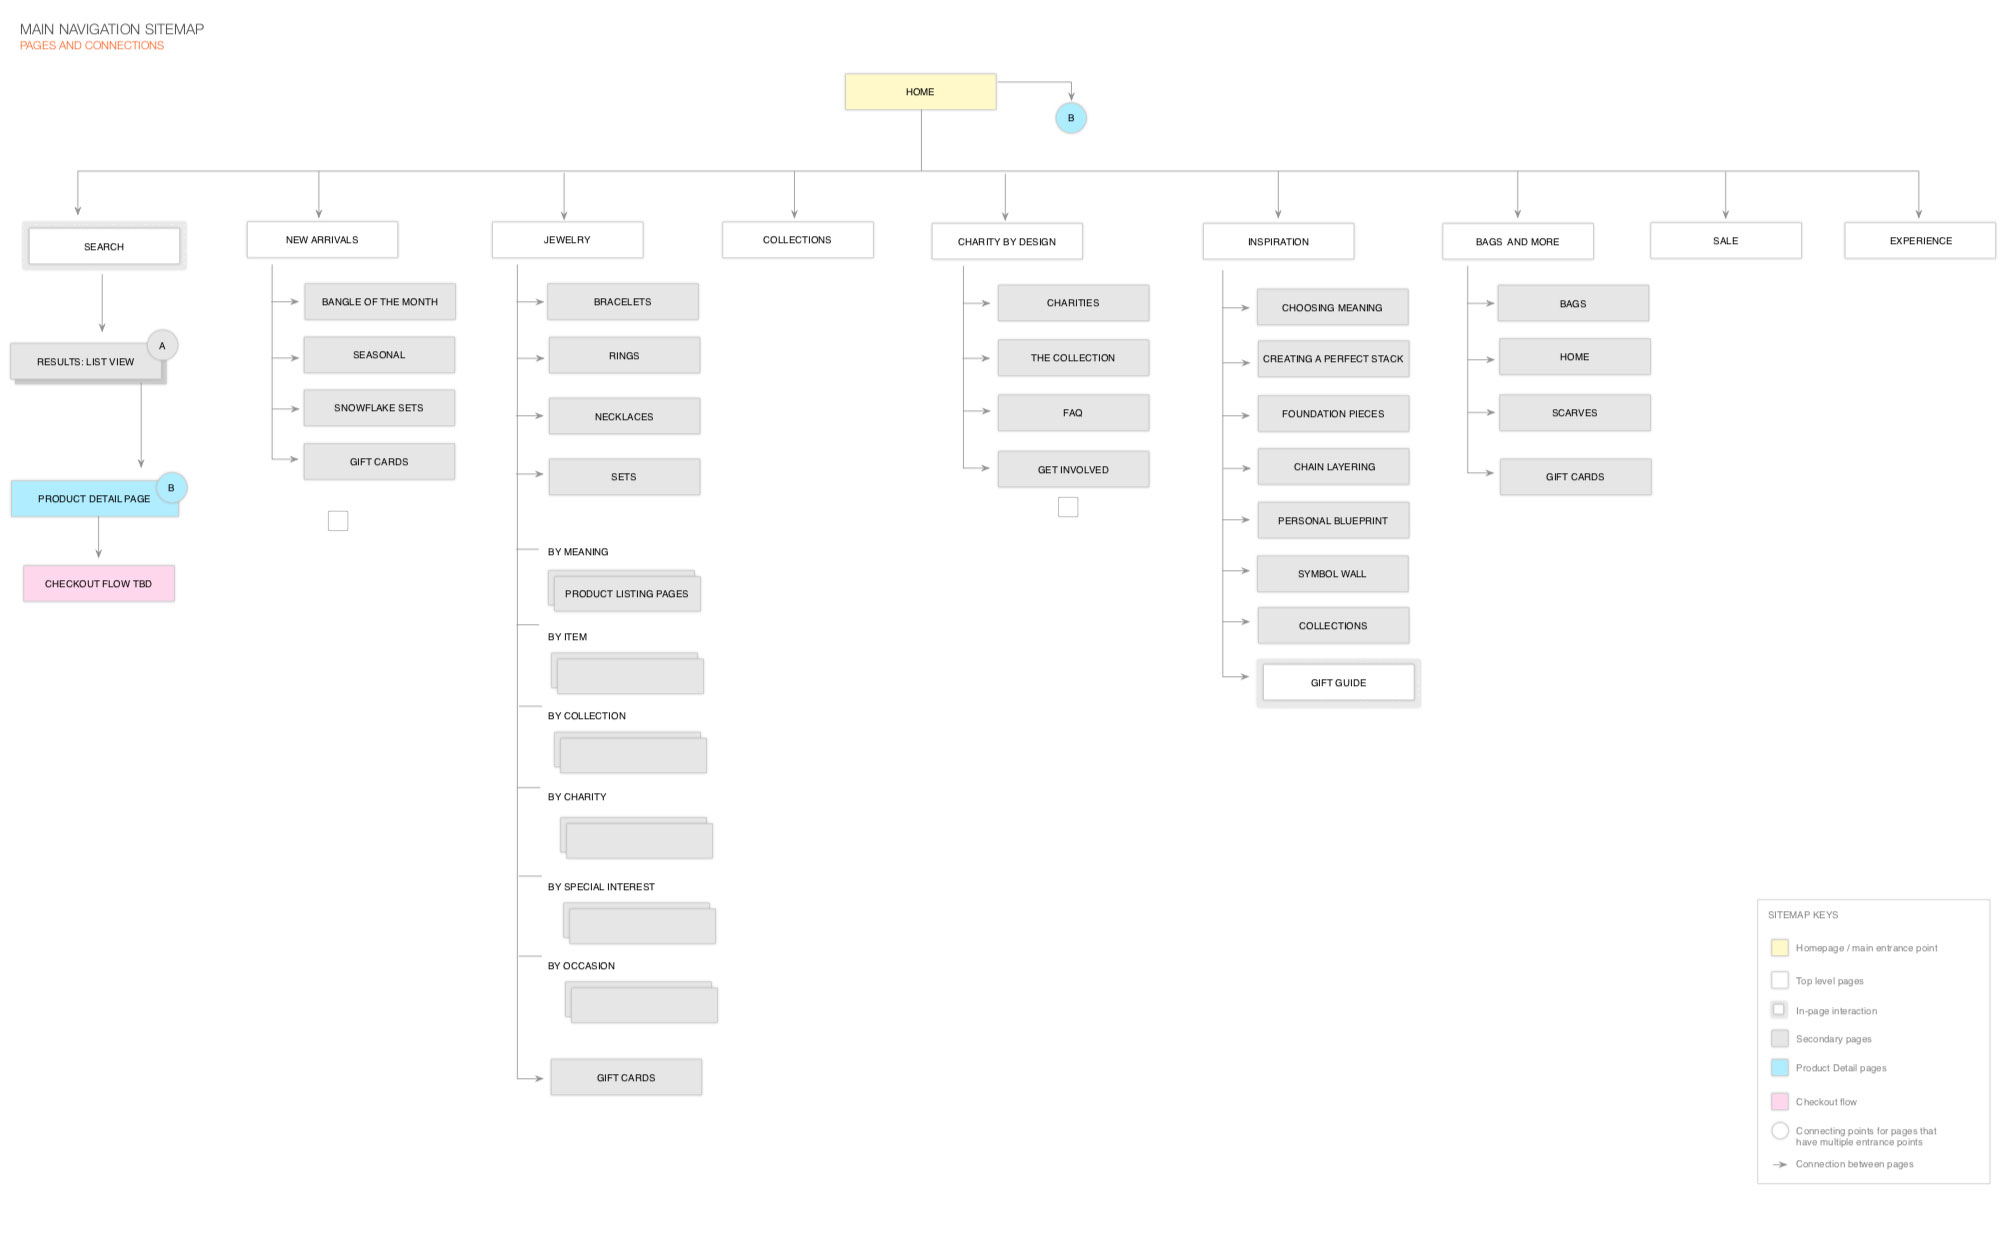 MAIN NAVIGATION SITEMAP
PAGES AND CONNECTIONS
HOME
B
SEARCH
RESULTS: LIST VIEW
A
PRODUCT DETAIL PAGE
B
CHECKOUT FLOW TBD
NEW ARRIVALS
BANGLE OF THE MONTH
SEASONAL
SNOWFLAKE SETS
GIFT CARDS
JEWELRY
BRACELETS
RINGS
NECKLACES
SETS
BY MEANING
PRODUCT LISTING PAGES
BY ITEM
BY COLLECTION
BY CHARITY
BY SPECIAL INTEREST
BY OCCASION
GIFT CARDS
COLLECTIONS
CHARITY BY DESIGN
CHARITIES
THE COLLECTION
FAQ
GET INVOLVED
INSPIRATION
CHOOSING MEANING
CREATING A PERFECT STACK
FOUNDATION PIECES
CHAIN LAYERING
PERSONAL BLUEPRINT
SYMBOL WALL
COLLECTIONS
GIFT GUIDE
BAGS AND MORE
BAGS
HOME
SCARVES
GIFT CARDS
SALE
EXPERIENCE
SITEMAP KEYS
Homepage / main entrance point
Top level pages
In-page interaction
Secondary pages
Product Detail pages
Checkout flow
Connecting points for pages that
have multiple entrance points
Connection between pages